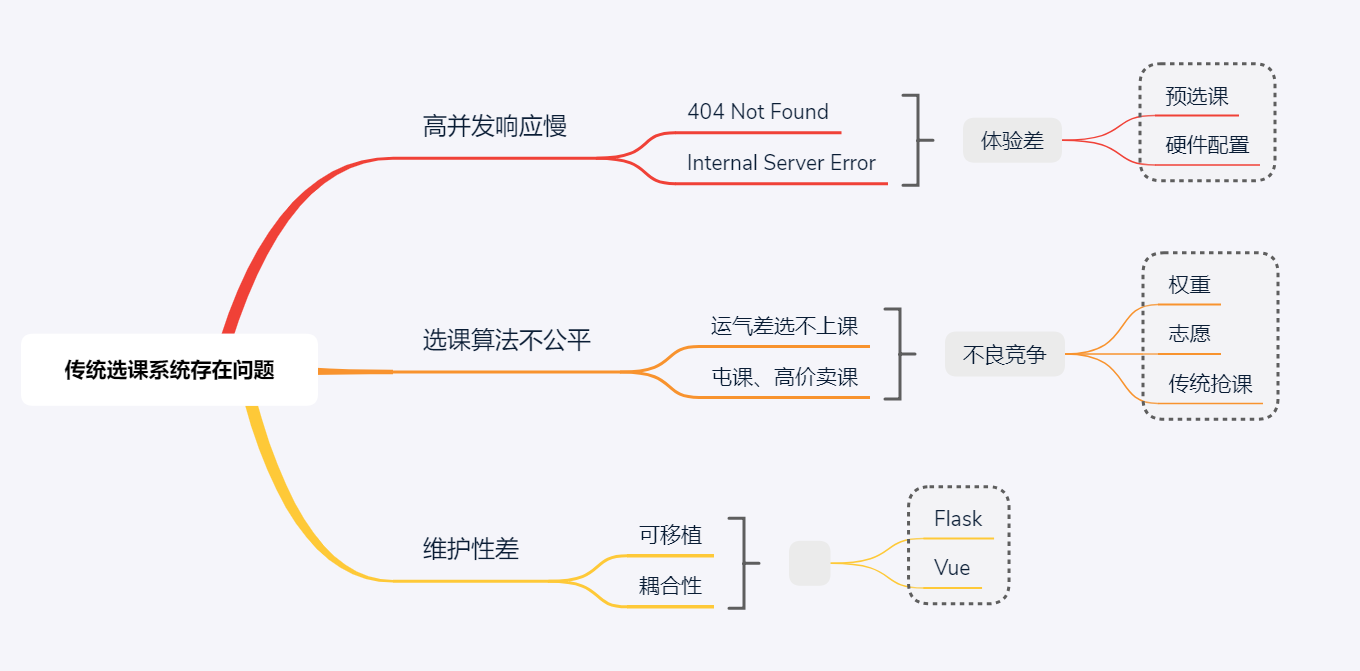 传统选课系统存在问题
高并发响应慢
404 Not Found
Internal Server Error
体验差
预选课
硬件配置
选课算法不公平
运气差选不上课
屯课、高价卖课
不良竞争
权重
志愿
传统抢课
维护性差
可移植
耦合性
Flask
Vue